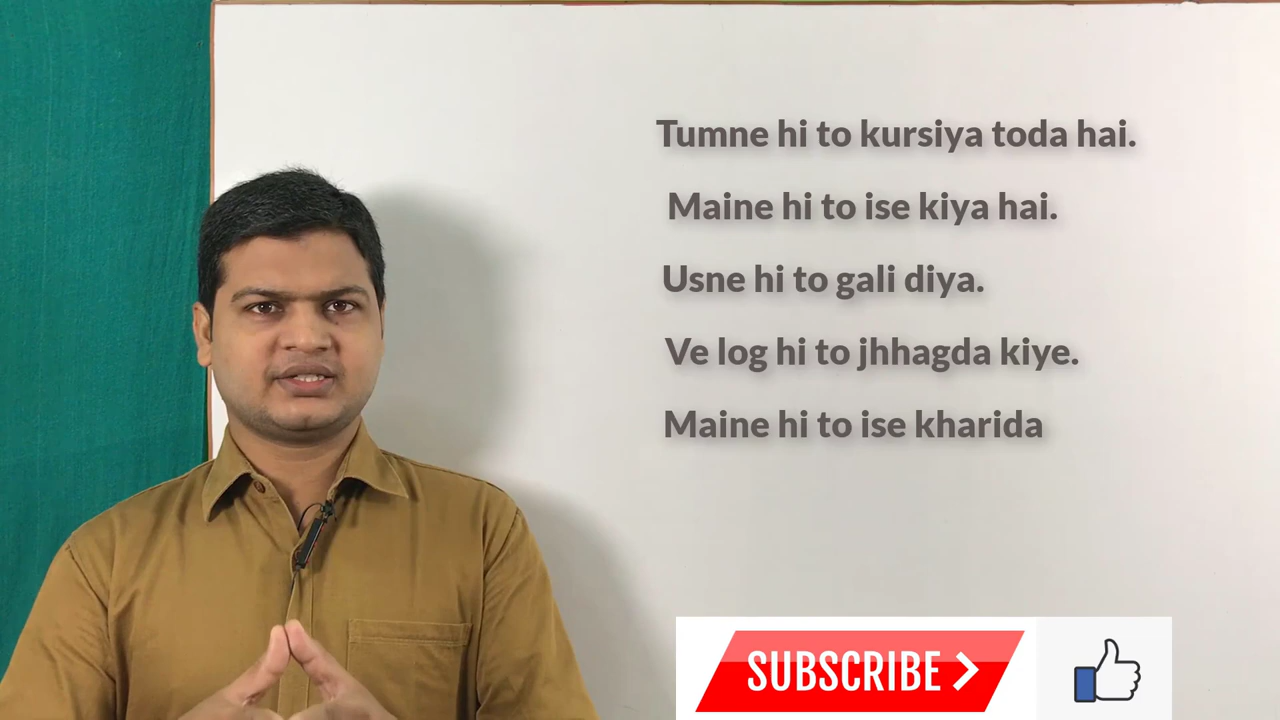 Tumne hi to kursiya toda hai.
Maine hi to ise kiya hai.
Usne hi to gali diya.
Ve log hi to jhhagda kiye.
Maine hi to ise kharida
SUBSCRIBE